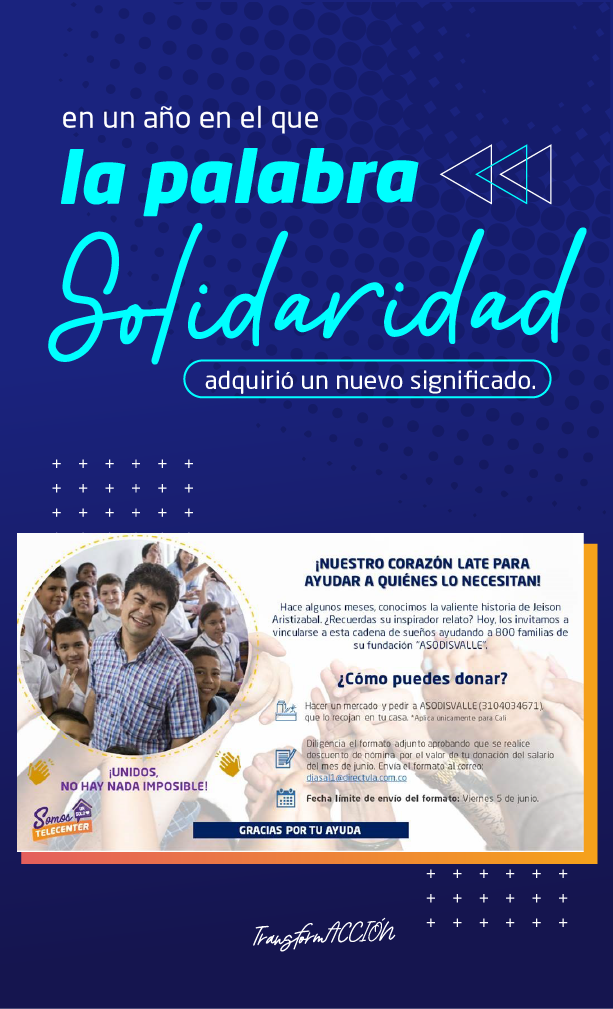 en un año en el que
la palabra
Solidaridad
adquirió un nuevo significado.
¡NUESTRO CORAZÓN LATE PARA
AYUDAR A QUIÉNES LO NECESITAN!
Hace algunos meses, conocimos la valiente historia de Jeison
Aristizabal. ¿Recuerdas su inspirador relato? Hoy, los invitamos a
vincularse a esta cadena de sueños ayudando a 800 familias de
su fundación "ASODISVALLE".
¿Cómo puedes donar?
Hacer un mercado y pedir a ASODISVALLE (3104034671),
que lo recojan en tu casa. *Aplica únicamente para Cali
Diligencia el formato adjunto aprobando que se realice
descuento de nómina, por el valor de tu donación del salario
del mes de junio. Envía el formato al correo:
diasal1@directvla.com.co
Fecha límite de envío del formato: Viernes 5 de junio.
¡UNIDOS,
NO HAY NADA IMPOSIBLE!
Somos
TELECENTER
GRACIAS POR TU AYUDA
TransformACCIÓN